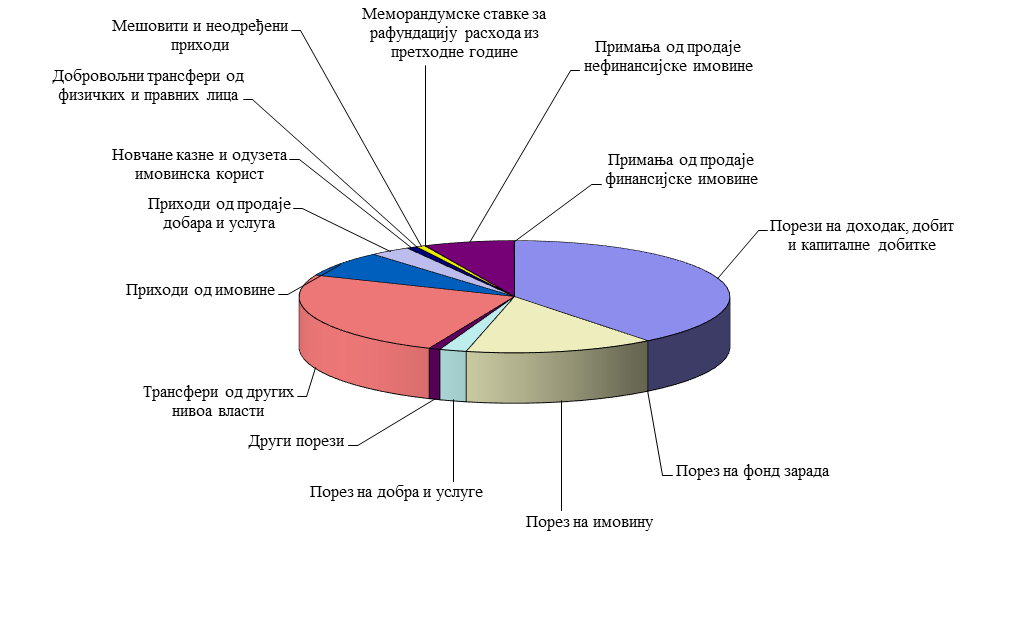 Меморандумске ставке за
рафундацију расхода из
претходне године
Мешовити и неодређени
приходи
Примања од продаје
нефинансијске имовине
Добровољни трансфери од
физичких и правних лица
Новчане казне и одузета
имовинска корист
Примања од продаје
финансијске имовине
Приходи од продаје
добара и услуга
Порези на доходак, добит
и капиталне добитке
Приходи од имовине
Трансфери од других
нивоа власти
Други порези
Порез на фонд зарада
Порез на добра и услуге
Порез на имовину